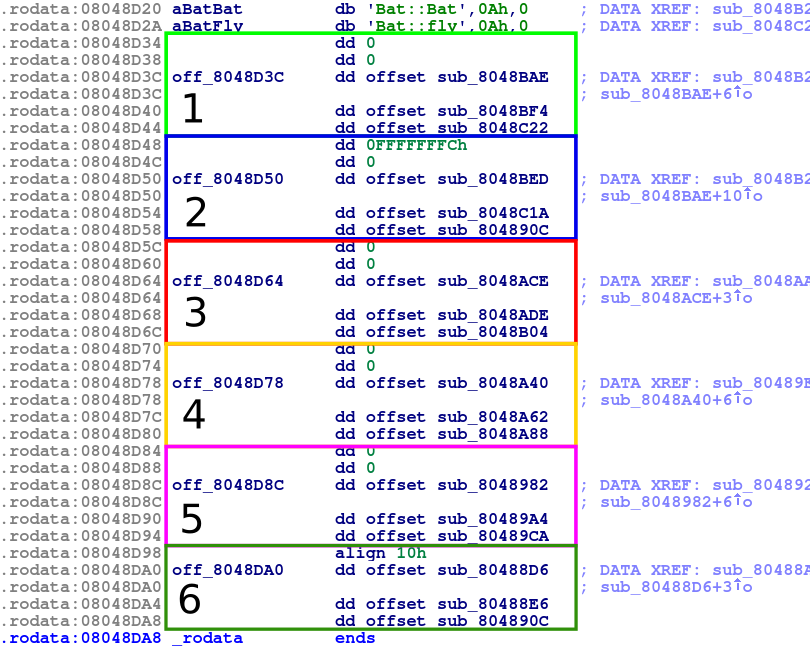 .rodata:08048D20 aBatBat db 'Bat::Bat',0Ah,0 ; DATA XREF: sub_8048B2
.rodata:08048D2A aBatFly db 'Bat::fly',0Ah,0 ; DATA XREF: sub_8048C2
.rodata:08048D34 dd 0
.rodata:08048D38 dd 0
.rodata:08048D3C off_8048D3C dd offset sub_8048BAE ; DATA XREF: sub_8048B2
.rodata:08048D3C ; sub_8048BAE+6↑o
1
.rodata:08048D40 dd offset sub_8048BF4
.rodata:08048D44 dd offset sub_8048C22
.rodata:08048D48 dd 0FFFFFFFCh
.rodata:08048D4C dd 0
.rodata:08048D50 off_8048D50 dd offset sub_8048BED ; DATA XREF: sub_8048B2
.rodata:08048D50 ; sub_8048BAE+10↑o
2
.rodata:08048D54 dd offset sub_8048C1A
.rodata:08048D58 dd offset sub_804890C
.rodata:08048D5C dd 0
.rodata:08048D60 dd 0
.rodata:08048D64 off_8048D64 dd offset sub_8048ACE ; DATA XREF: sub_8048AA
.rodata:08048D64 ; sub_8048ACE+3↑o
3
.rodata:08048D68 dd offset sub_8048ADE
.rodata:08048D6C dd offset sub_8048B04
.rodata:08048D70 dd 0
.rodata:08048D74 dd 0
.rodata:08048D78 off_8048D78 dd offset sub_8048A40 ; DATA XREF: sub_80489E
.rodata:08048D78 ; sub_8048A40+6↑o
4
.rodata:08048D7C dd offset sub_8048A62
.rodata:08048D80 dd offset sub_8048A88
.rodata:08048D84 dd 0
.rodata:08048D88 dd 0
.rodata:08048D8C off_8048D8C dd offset sub_8048982 ; DATA XREF: sub_804892
.rodata:08048D8C ; sub_8048982+6↑o
5
.rodata:08048D90 dd offset sub_80489A4
.rodata:08048D94 dd offset sub_80489CA
.rodata:08048D98 align 10h
.rodata:08048DA0 off_8048DA0 dd offset sub_80488D6 ; DATA XREF: sub_80488A
.rodata:08048DA0 ; sub_80488D6+3↑o
6
.rodata:08048DA4 dd offset sub_80488E6
.rodata:08048DA8 dd offset sub_804890C
.rodata:08048DA8 _rodata ends